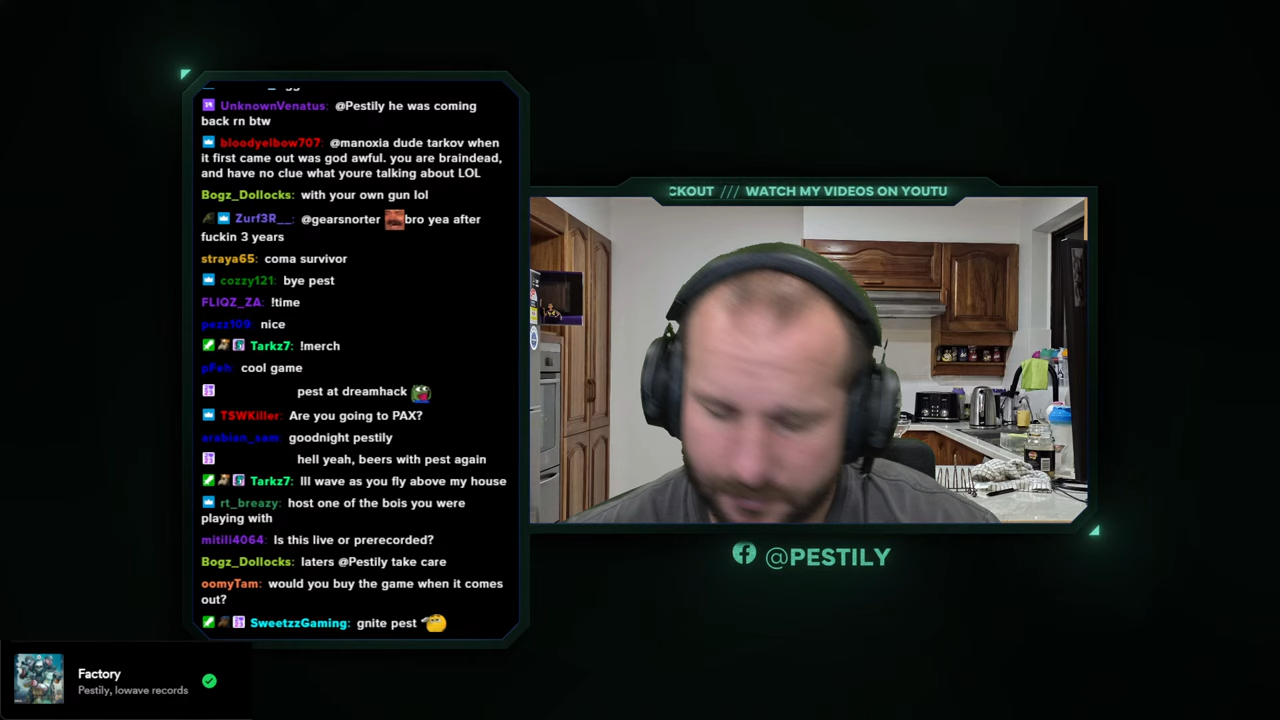 UnknownVenatus: @Pestily he was coming
back rn btw
bloodyelbow707: @manoxia dude tarkov when
it first came out was god awful. you are braindead,
and have no clue what youre talking about LOL
Bogz_Dollocks: with your own gun lol
Zurf3R__: @gearsnorter bro yea after
fuckin 3 years
straya65: coma survivor
cozzy121: bye pest
FLIQZ_ZA: !time
pezz109: nice
Tarkz7: !merch
pFeh: cool game
pest at dreamhack
TSWKiller: Are you going to PAX?
arabian_sam: goodnight pestily
hell yeah, beers with pest again
Tarkz7: Ill wave as you fly above my house
rt_breazy: host one of the bois you were
playing with
mitili4064: Is this live or prerecorded?
Bogz_Dollocks: laters @Pestily take care
oomyTam: would you buy the game when it comes
out?
SweetzzGaming: gnite pest
CKOUT /// WATCH MY VIDEOS ON YOUTU
@PESTILY
Factory
Pestily, lowave records